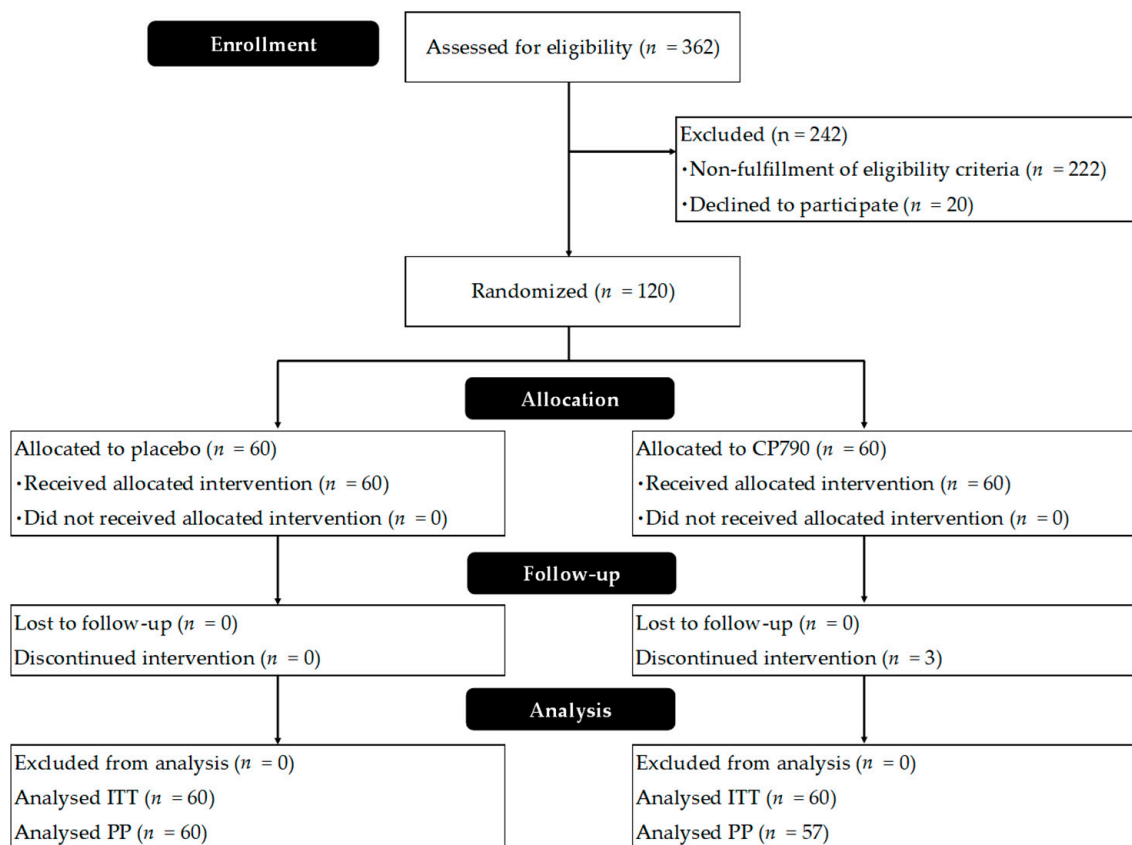 Enrollment
Assessed for eligibility (n = 362)
Excluded (n = 242)
・Non-fulfillment of eligibility criteria (n = 222)
・Declined to participate (n = 20)
Randomized (n = 120)
Allocation
Allocated to placebo (n = 60)
・Received allocated intervention (n = 60)
・Did not received allocated intervention (n = 0)
Allocated to CP790 (n = 60)
・Received allocated intervention (n = 60)
・Did not received allocated intervention (n = 0)
Follow-up
Lost to follow-up (n = 0)
Discontinued intervention (n = 0)
Lost to follow-up (n = 0)
Discontinued intervention (n = 3)
Analysis
Excluded from analysis (n = 0)
Analysed ITT (n = 60)
Analysed PP (n = 60)
Excluded from analysis (n = 0)
Analysed ITT (n = 60)
Analysed PP (n = 57)